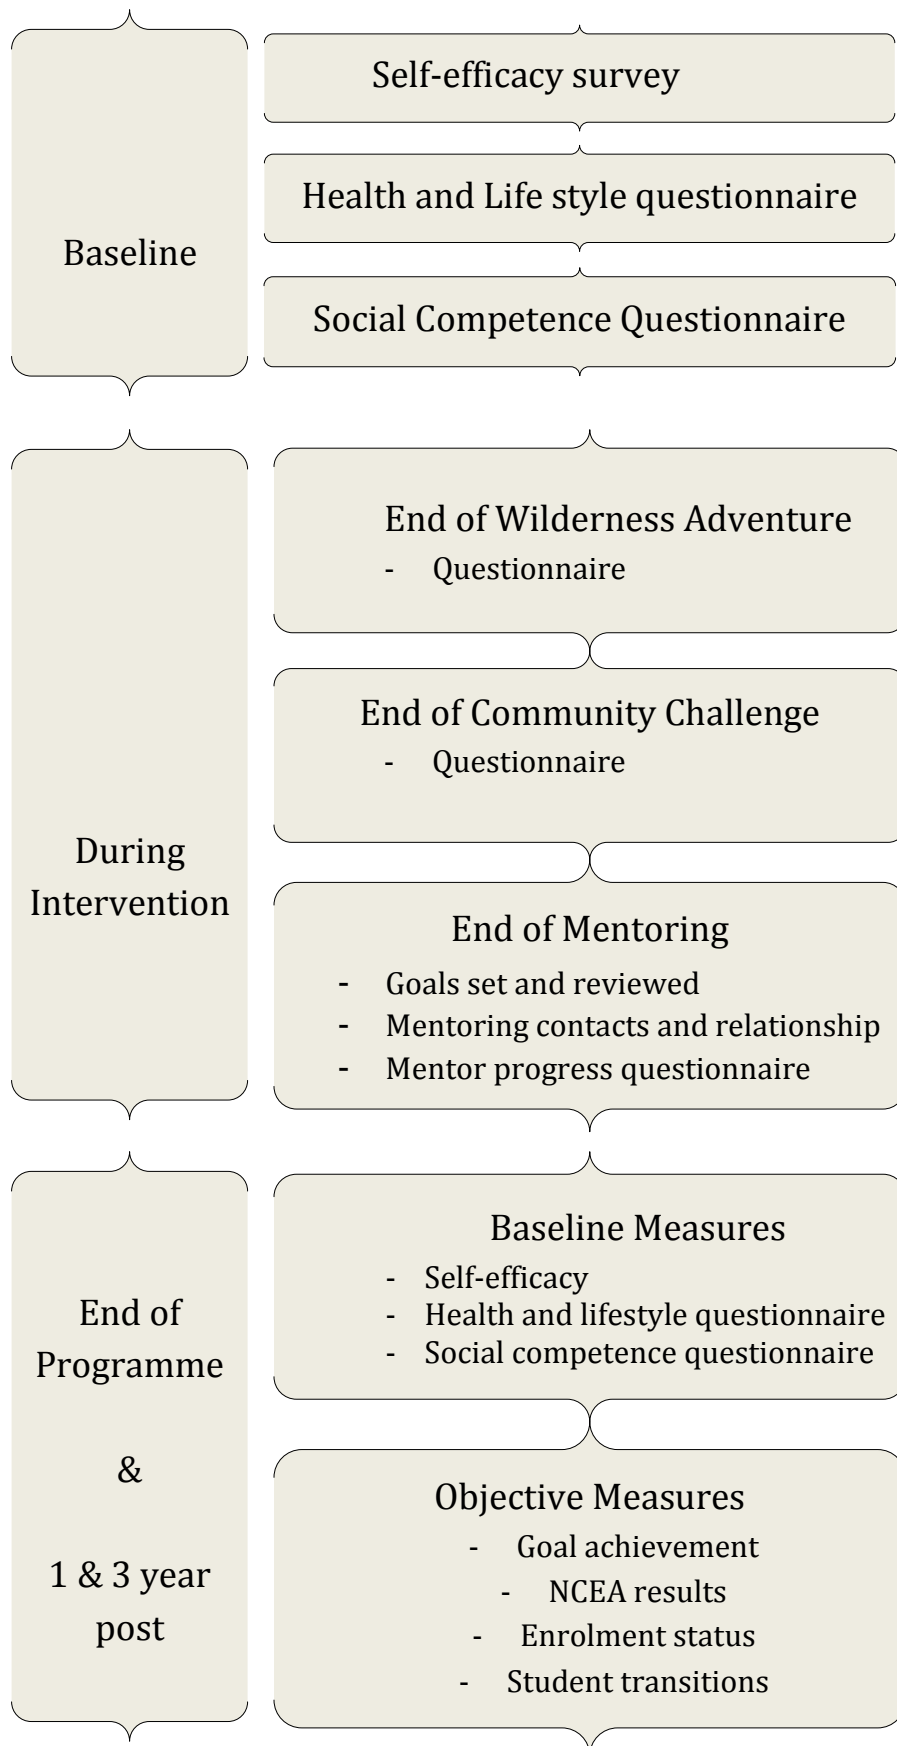 Baseline
Self-efficacy survey
Health and Life style questionnaire
Social Competence Questionnaire
During
Intervention
End of Wilderness Adventure
- Questionnaire
End of Community Challenge
- Questionnaire
End of Mentoring
- Goals set and reviewed
- Mentoring contacts and relationship
- Mentor progress questionnaire
End of
Programme
&
1 & 3 year
post
Baseline Measures
- Self-efficacy
- Health and lifestyle questionnaire
- Social competence questionnaire
Objective Measures
- Goal achievement
- NCEA results
- Enrolment status
- Student transitions